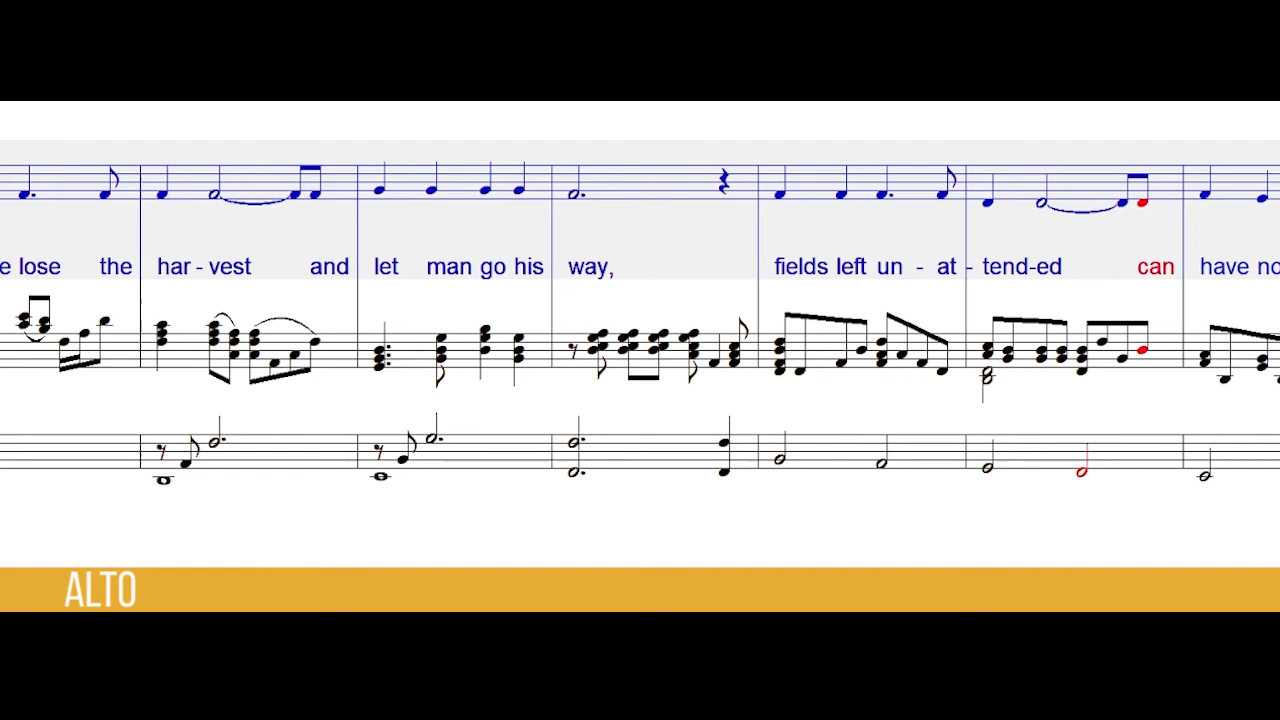 e lose the har - vest and let man go his way, fields left un - at - tend-ed can have no
ALTO